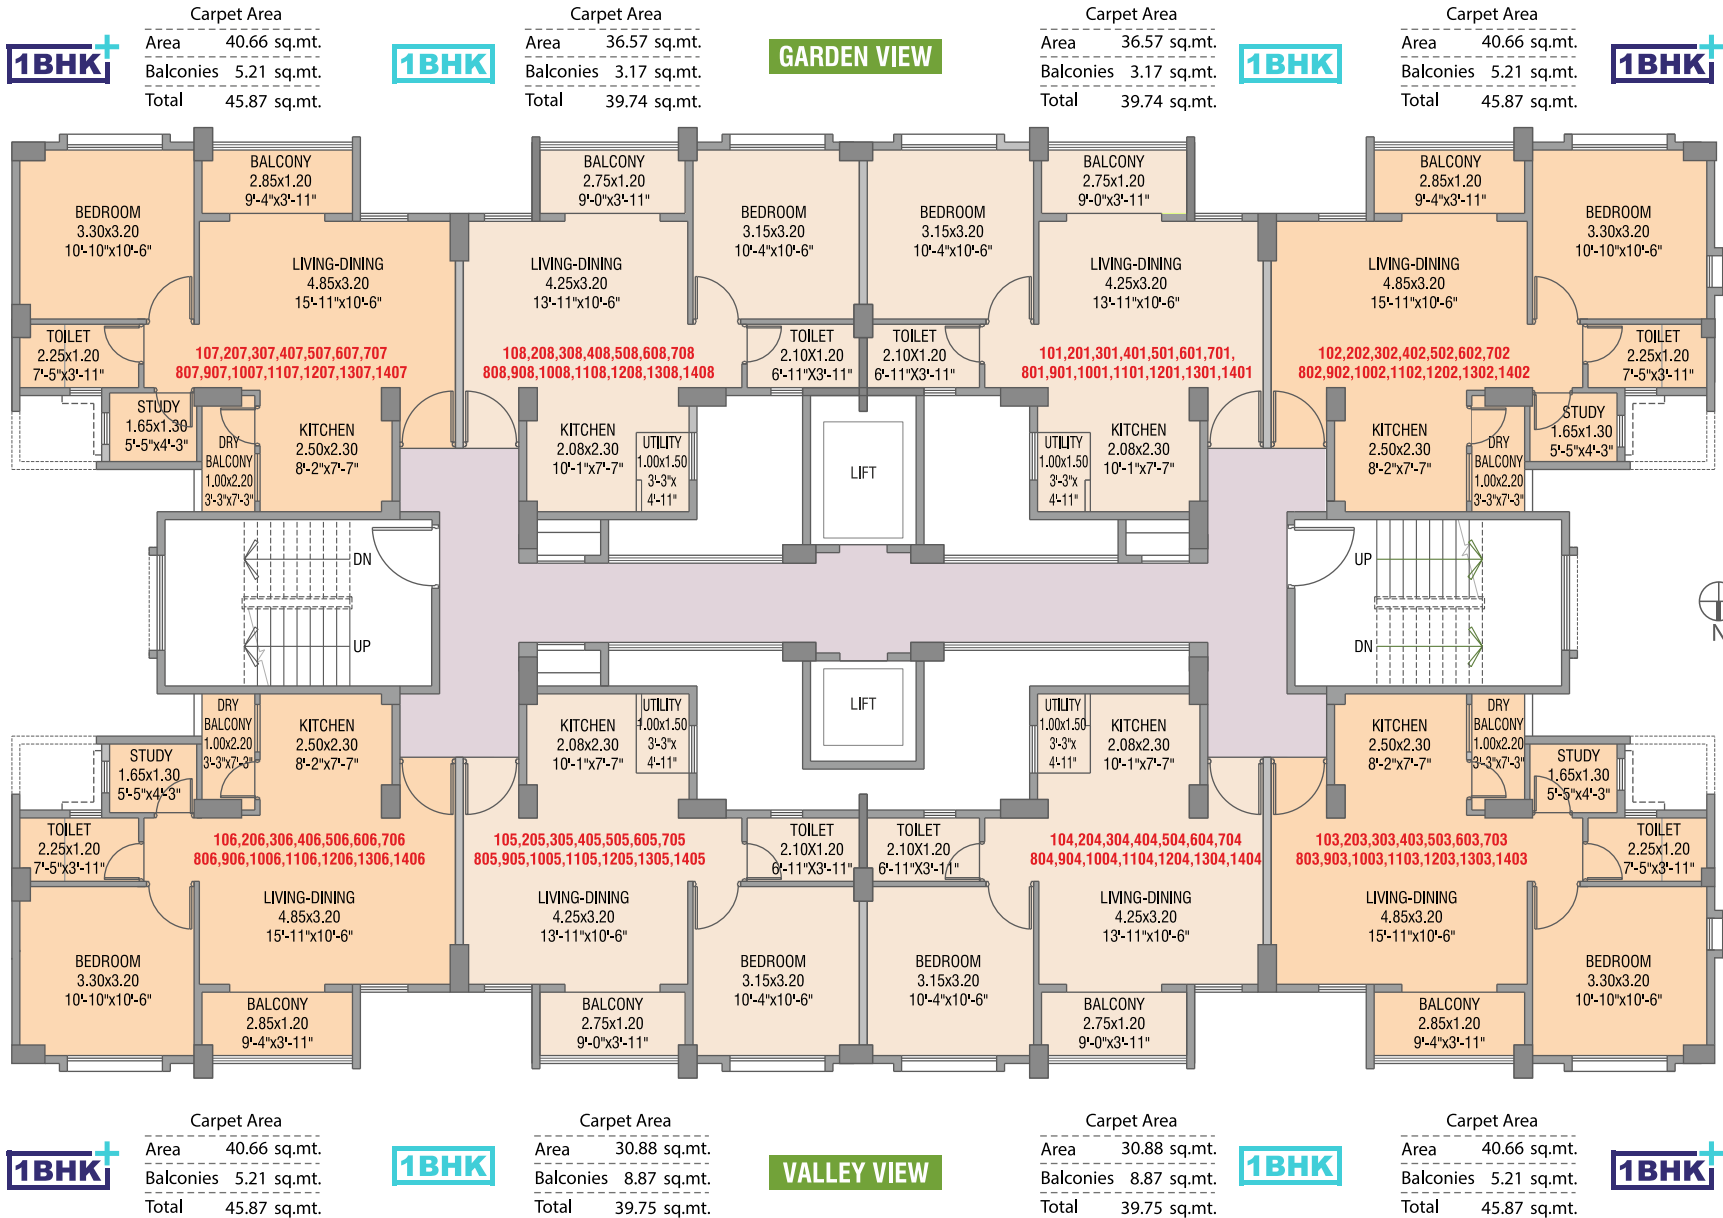 1BHK+
Carpet Area
Area 40.66 sq.mt.
Balconies 5.21 sq.mt.
Total 45.87 sq.mt.
1BHK
Carpet Area
Area 36.57 sq.mt.
Balconies 3.17 sq.mt.
Total 39.74 sq.mt.
GARDEN VIEW
Carpet Area
Area 36.57 sq.mt.
Balconies 3.17 sq.mt.
Total 39.74 sq.mt.
1BHK
Carpet Area
Area 40.66 sq.mt.
Balconies 5.21 sq.mt.
Total 45.87 sq.mt.
1BHK+
BEDROOM
3.30x3.20
10'-10"x10'-6"
BALCONY
2.85x1.20
9'-4"x3'-11"
LIVING-DINING
4.85x3.20
15'-11"x10'-6"
TOILET
2.25x1.20
7'-5"x3'-11"
107,207,307,407,507,607,707
807,907,1007,1107,1207,1307,1407
STUDY
1.65x1.30
5'-5"x4'-3"
DRY
BALCONY
1.00x2.20
3'-3"x7'-3"
KITCHEN
2.50x2.30
8'-2"x7'-7"
BALCONY
2.75x1.20
9'-0"x3'-11"
BEDROOM
3.15x3.20
10'-4"x10'-6"
LIVING-DINING
4.25x3.20
13'-11"x10'-6"
TOILET
2.10X1.20
6'-11"X3'-11"
108,208,308,408,508,608,708
808,908,1008,1108,1208,1308,1408
KITCHEN
2.08x2.30
10'-1"x7'-7"
UTILITY
1.00x1.50
3'-3"x
4'-11"
LIFT
BEDROOM
3.15x3.20
10'-4"x10'-6"
BALCONY
2.75x1.20
9'-0"x3'-11"
LIVING-DINING
4.25x3.20
13'-11"x10'-6"
TOILET
2.10X1.20
6'-11"X3'-11"
101,201,301,401,501,601,701,
801,901,1001,1101,1201,1301,1401
UTILITY
1.00x1.50
3'-3"x
4'-11"
KITCHEN
2.08x2.30
10'-1"x7'-7"
BALCONY
2.85x1.20
9'-4"x3'-11"
BEDROOM
3.30x3.20
10'-10"x10'-6"
LIVING-DINING
4.85x3.20
15'-11"x10'-6"
102,202,302,402,502,602,702
802,902,1002,1102,1202,1302,1402
TOILET
2.25x1.20
7'-5"x3'-11"
KITCHEN
2.50x2.30
8'-2"x7'-7"
DRY
BALCONY
1.00x2.20
3'-3"x7'-3"
STUDY
1.65x1.30
5'-5"x4'-3"
DN
UP
UP
DN
N
DRY
BALCONY
1.00x2.20
3'-3"x7'-3"
KITCHEN
2.50x2.30
8'-2"x7'-7"
STUDY
1.65x1.30
5'-5"x4'-3"
TOILET
2.25x1.20
7'-5"x3'-11"
106,206,306,406,506,606,706
806,906,1006,1106,1206,1306,1406
LIVING-DINING
4.85x3.20
15'-11"x10'-6"
BEDROOM
3.30x3.20
10'-10"x10'-6"
BALCONY
2.85x1.20
9'-4"x3'-11"
KITCHEN
2.08x2.30
10'-1"x7'-7"
UTILITY
1.00x1.50
3'-3"x
4'-11"
LIFT
105,205,305,405,505,605,705
805,905,1005,1105,1205,1305,1405
TOILET
2.10X1.20
6'-11"X3'-11"
LIVING-DINING
4.25x3.20
13'-11"x10'-6"
BEDROOM
3.15x3.20
10'-4"x10'-6"
BALCONY
2.75x1.20
9'-0"x3'-11"
UTILITY
1.00x1.50
3'-3"x
4'-11"
KITCHEN
2.08x2.30
10'-1"x7'-7"
TOILET
2.10X1.20
6'-11"X3'-11"
104,204,304,404,504,604,704
804,904,1004,1104,1204,1304,1404
LIVING-DINING
4.25x3.20
13'-11"x10'-6"
BEDROOM
3.15x3.20
10'-4"x10'-6"
BALCONY
2.75x1.20
9'-0"x3'-11"
KITCHEN
2.50x2.30
8'-2"x7'-7"
DRY
BALCONY
1.00x2.20
3'-3"x7'-3"
STUDY
1.65x1.30
5'-5"x4'-3"
103,203,303,403,503,603,703
803,903,1003,1103,1203,1303,1403
TOILET
2.25x1.20
7'-5"x3'-11"
LIVING-DINING
4.85x3.20
15'-11"x10'-6"
BEDROOM
3.30x3.20
10'-10"x10'-6"
BALCONY
2.85x1.20
9'-4"x3'-11"
1BHK+
Carpet Area
Area 40.66 sq.mt.
Balconies 5.21 sq.mt.
Total 45.87 sq.mt.
1BHK
Carpet Area
Area 30.88 sq.mt.
Balconies 8.87 sq.mt.
Total 39.75 sq.mt.
VALLEY VIEW
Carpet Area
Area 30.88 sq.mt.
Balconies 8.87 sq.mt.
Total 39.75 sq.mt.
1BHK
Carpet Area
Area 40.66 sq.mt.
Balconies 5.21 sq.mt.
Total 45.87 sq.mt.
1BHK+